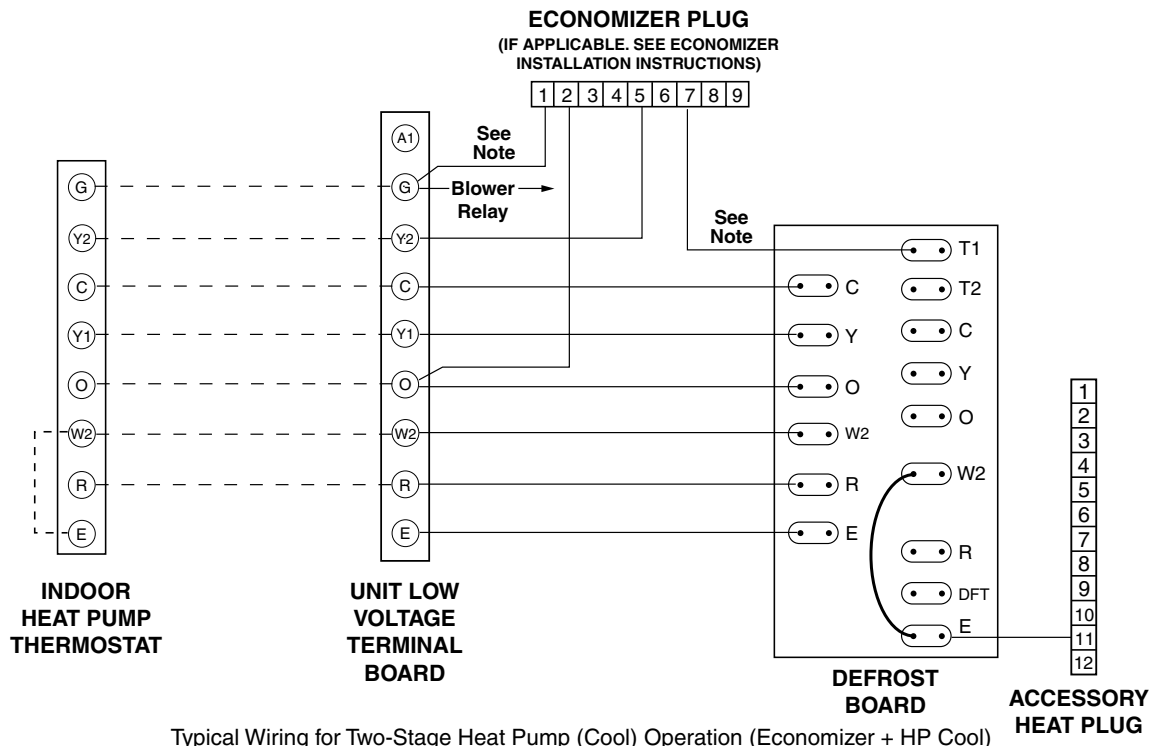 ECONOMIZER PLUG
(IF APPLICABLE. SEE ECONOMIZER
INSTALLATION INSTRUCTIONS)
1 2 3 4 5 6 7 8 9
A1
See
Note
G
G
Blower
Relay
See
Note
Y2
Y2
T1
C
C
C
T2
Y1
Y1
Y
C
O
O
O
Y
O
W2
W2
W2
W2
R
R
R
E
E
E
R
DFT
E
1
2
3
4
5
6
7
8
9
10
11
12
INDOOR
HEAT PUMP
THERMOSTAT
UNIT LOW
VOLTAGE
TERMINAL
BOARD
DEFROST
BOARD
ACCESSORY
HEAT PLUG
Typical Wiring for Two-Stage Heat Pump (Cool) Operation (Economizer + HP Cool)